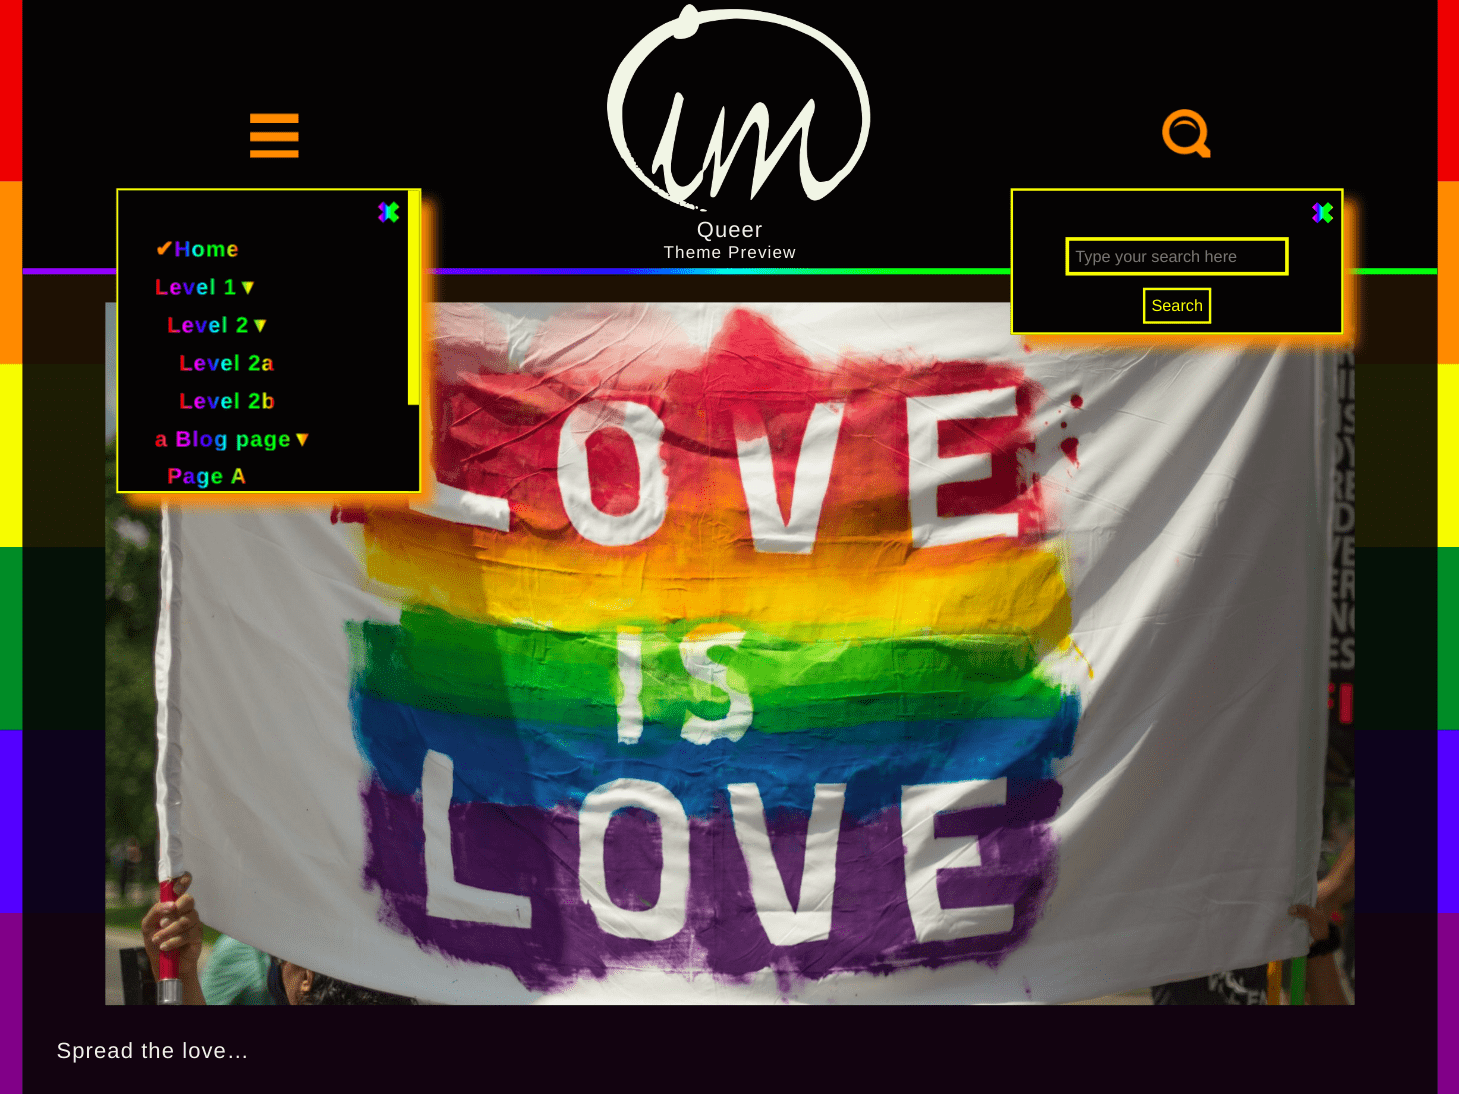 um
Queer
Theme Preview
✔Home
Level 1▼
Level 2▼
Level 2a
Level 2b
a Blog page▼
Page A
Type your search here
Search
LOVE
IS
LOVE
Spread the love...